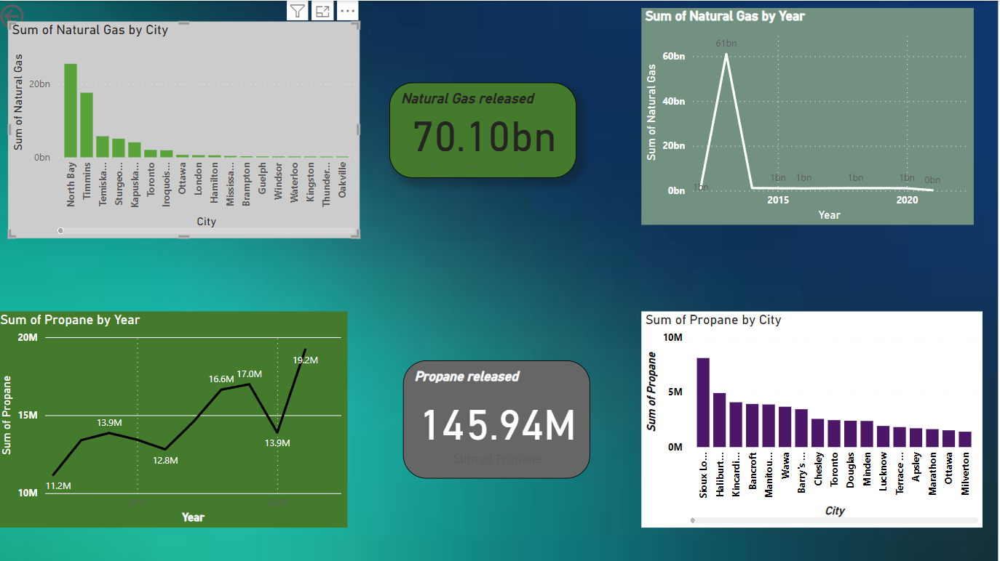 Sum of Natural Gas by City
Sum of Natural Gas
20bn
0bn
North Bay
Timmins
Temiska...
Sturgeo...
Kapuska...
Toronto
Iroquois...
Ottawa
London
Hamilton
Mississa...
Brampton
Guelph
Windsor
Waterloo
Kingston
Thunder...
Oakville
City
Natural Gas released
70.10bn
Sum of Natural Gas by Year
Sum of Natural Gas
60bn
40bn
20bn
0bn
1bn
61bn
1bn
1bn
1bn
1bn
0bn
2015
2020
Year
Sum of Propane by Year
Sum of Propane
20M
15M
10M
11.2M
13.9M
12.8M
16.6M
17.0M
13.9M
19.2M
2015
2020
Year
Propane released
145.94M
Sum of Propane
Sum of Propane by City
Sum of Propane
10M
5M
0M
Sioux Lo...
Haliburt...
Kincardi...
Bancroft
Manitou...
Wawa
Barry's ...
Chesley
Toronto
Douglas
Minden
Lucknow
Terrace ...
Apsley
Marathon
Ottawa
Milverton
City